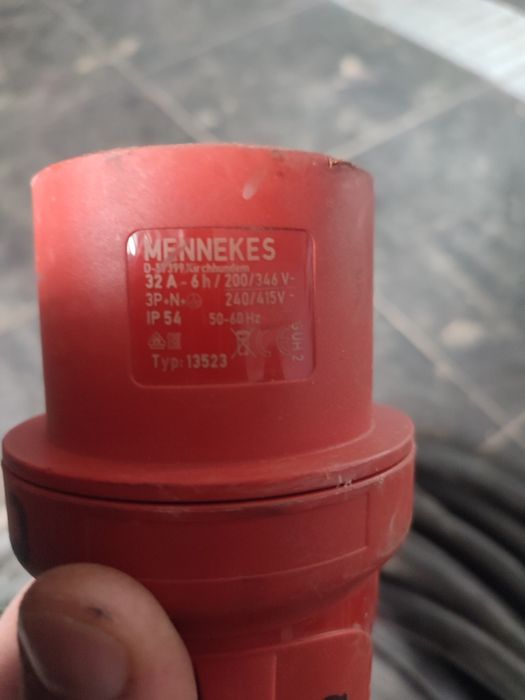 MENNEKES
D-57399 Kirchhundem
32 A - 6 h / 200/346 V~
3P+N+⏚ 240/415V~
IP 54 50-60 Hz
Typ: 13523